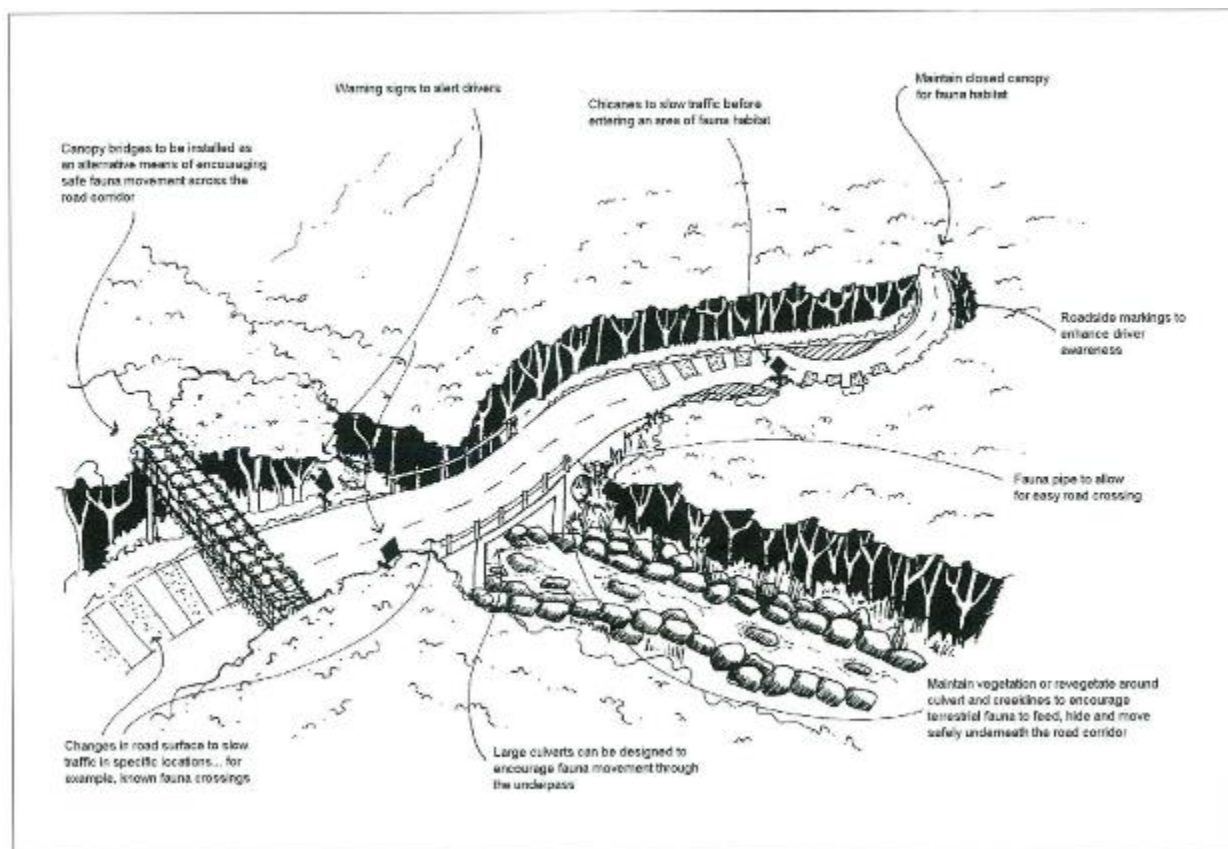 Warning signs to alert drivers
Maintain closed canopy
for fauna habitat
Chicanes to slow traffic before
entering an area of fauna habitat
Canopy bridges to be installed as
an alternative means of encouraging
safe fauna movement across the
road corridor
Roadside markings to
enhance driver
awareness
Fauna pipe to allow
for easy road crossing
Maintain vegetation or revegetate around
culvert and creeklines to encourage
terrestrial fauna to feed, hide and move
safely underneath the road corridor
Changes in road surface to slow
traffic in specific locations... for
example, known fauna crossings
Large culverts can be designed to
encourage fauna movement through
the underpass